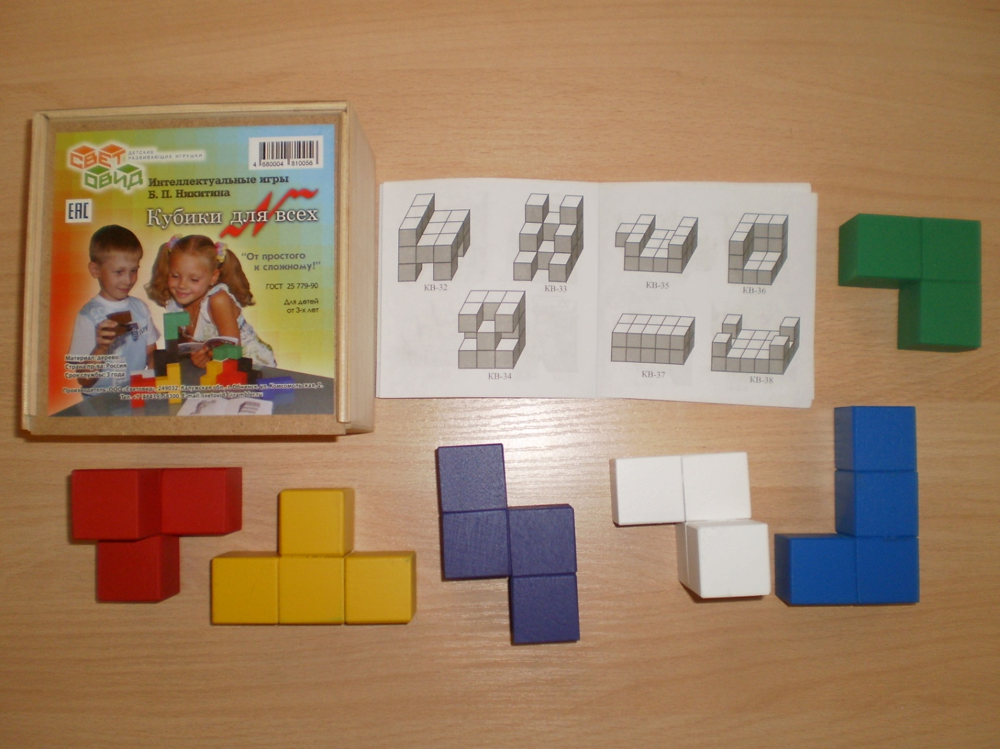 СВЕТ
ОВИД
ДЕТСКИЕ
РАЗВИВАЮЩИЕ ИГРУШКИ
4 680004 810056
Интеллектуальные игры
Б. П. Никитина
ЕАС
Кубики для всех
"От простого
к сложному!"
ГОСТ 25 779-90
Для детей
от 3-х лет
Материал: дерево
Страна пр-ва: Россия
Срок службы: 3 года
Производитель: ООО «Световид», 249032, Калужская обл., г. Обнинск, ул. Комсомольская, 2.
Тел. +7 (48439) 58300. E-mail: svetovid-1@rambler.ru
КВ-32
КВ-33
КВ-34
КВ-35
КВ-36
КВ-37
КВ-38